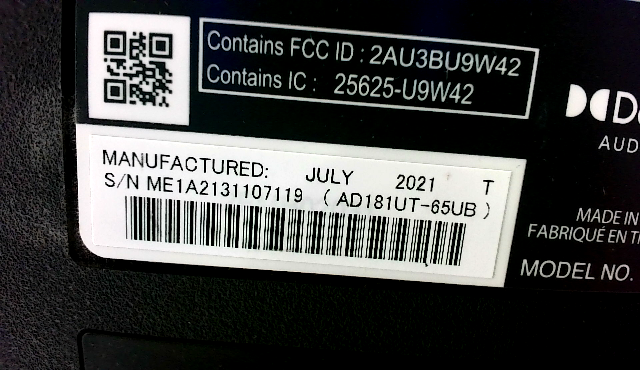 Contains FCC ID : 2AU3BU9W42
Contains IC : 25625-U9W42
AUD
MANUFACTURED: JULY 2021 T
S/N ME1A2131107119 ( AD181UT-65UB )
MADE IN
FABRIQUÉ EN
MODEL NO.